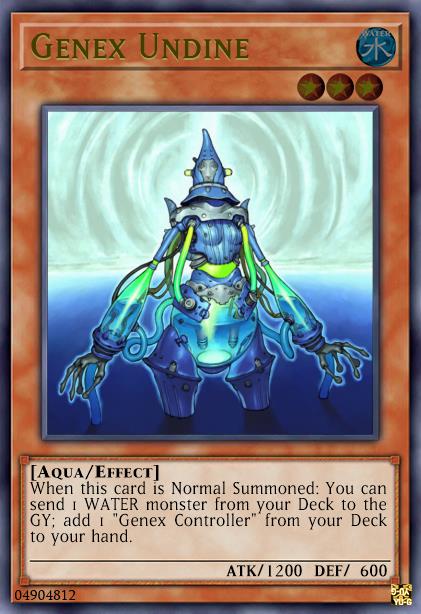 GENEX UNDINE
WATER
水
[AQUA/EFFECT]
When this card is Normal Summoned: You can
send 1 WATER monster from your Deck to the
GY; add 1 "Genex Controller" from your Deck
to your hand.
ATK/1200 DEF/ 600
04904812